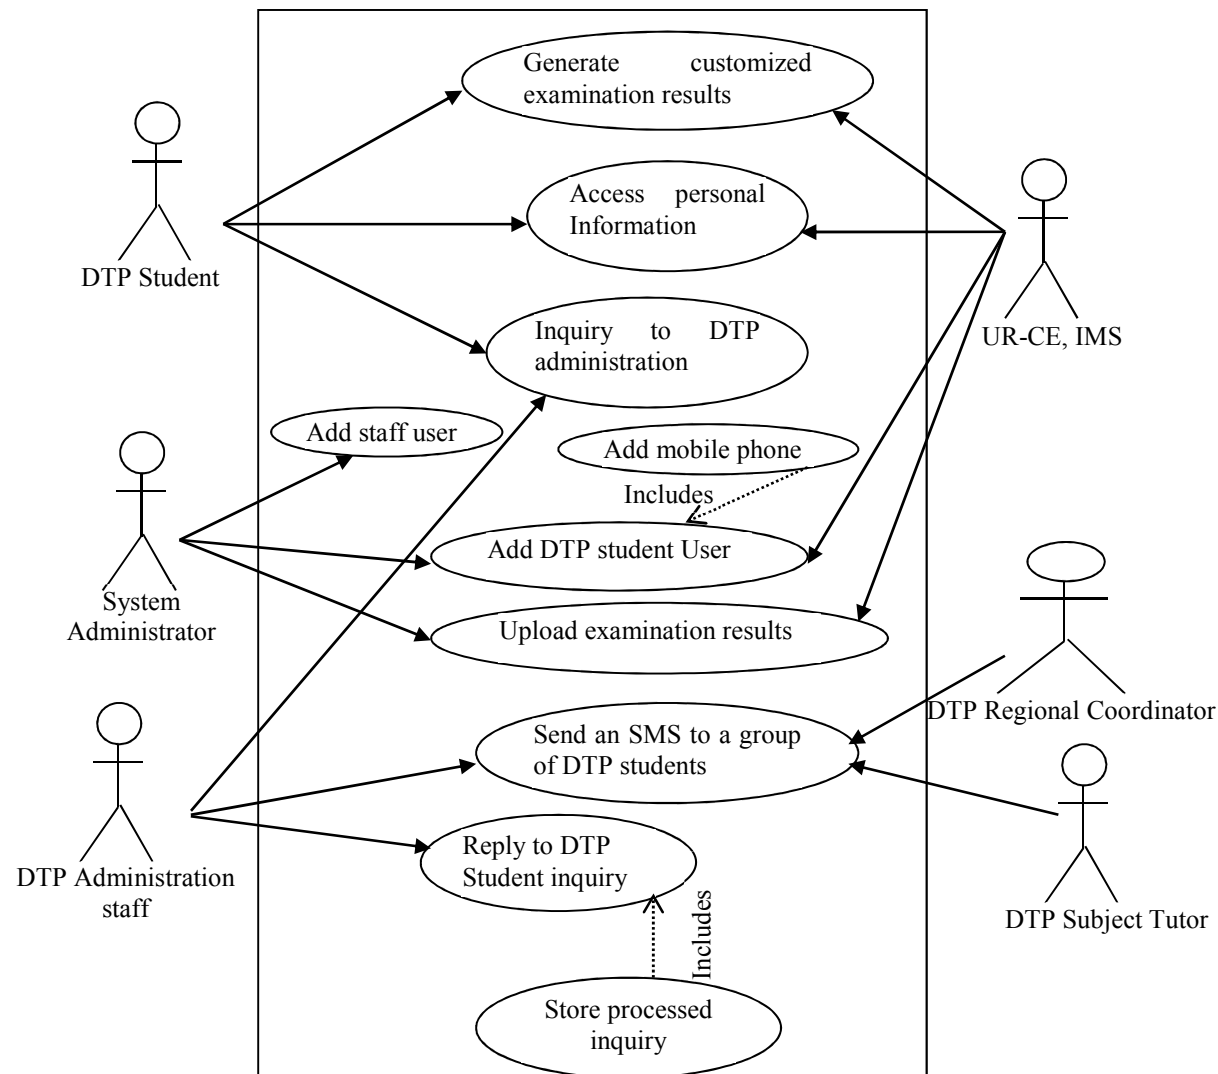 Generate customized
examination results
Access personal
Information
DTP Student
UR-CE, IMS
Inquiry to DTP
administration
Add staff user
Add mobile phone
Includes
Add DTP student User
System
Administrator
Upload examination results
DTP Regional Coordinator
Send an SMS to a group
of DTP students
Reply to DTP
Student inquiry
DTP Administration
staff
Includes
DTP Subject Tutor
Store processed
inquiry